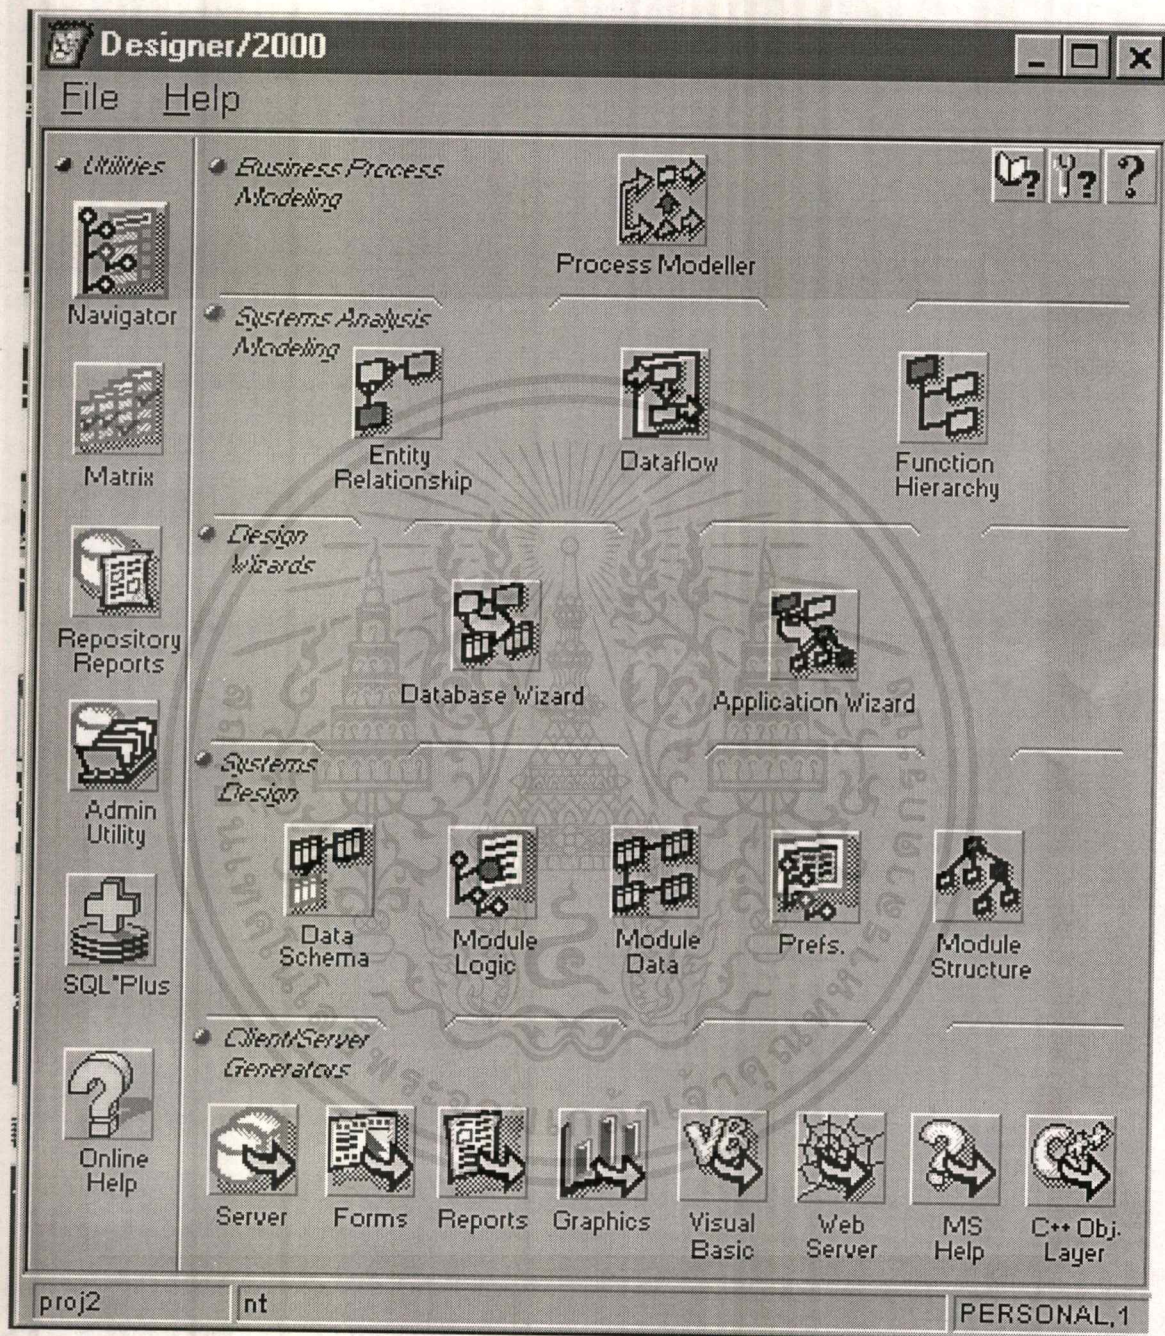 Designer/2000
File Help
Utilities
Navigator
Matrix
Repository
Reports
Admin
Utility
SQL*Plus
Online
Help
Business Process
Modeling
Process Modeller
Systems Analysis
Modeling
Entity
Relationship
Dataflow
Function
Hierarchy
Design
Wizards
Database Wizard
Application Wizard
Systems
Design
Data
Schema
Module
Logic
Module
Data
Prefs.
Module
Structure
Client/Server
Generators
Server
Forms
Reports
Graphics
VB
Visual
Basic
Web
Server
MS
Help
C++
C++ Obj.
Layer
proj2
nt
PERSONAL,1